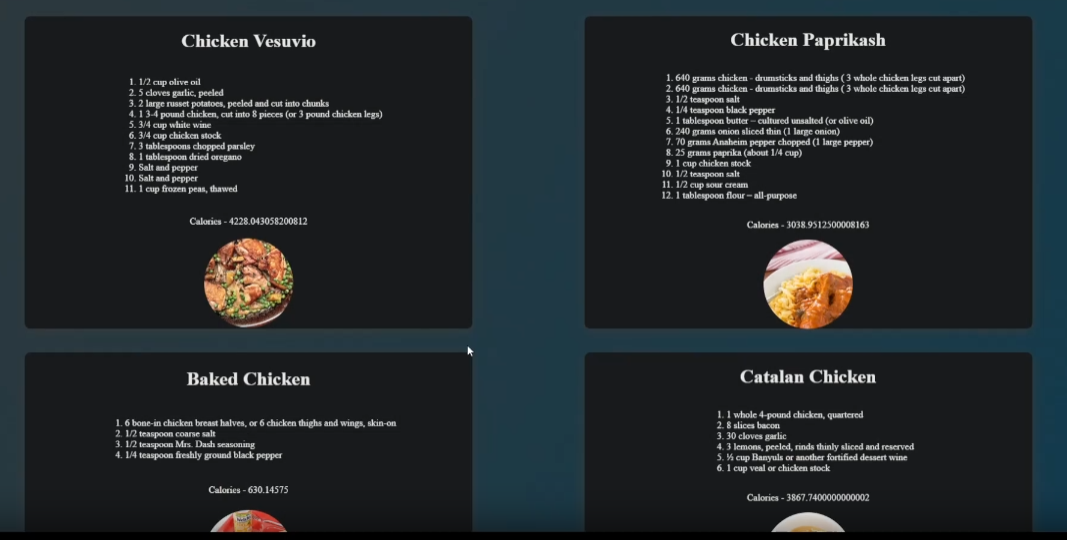 Chicken Vesuvio
1. 1/2 cup olive oil
2. 5 cloves garlic, peeled
3. 2 large russet potatoes, peeled and cut into chunks
4. 1 3-4 pound chicken, cut into 8 pieces (or 3 pound chicken legs)
5. 3/4 cup white wine
6. 3/4 cup chicken stock
7. 3 tablespoons chopped parsley
8. 1 tablespoon dried oregano
9. Salt and pepper
10. Salt and pepper
11. 1 cup frozen peas, thawed
Calories - 4228.043058200812
Chicken Paprikash
1. 640 grams chicken - drumsticks and thighs ( 3 whole chicken legs cut apart)
2. 640 grams chicken - drumsticks and thighs ( 3 whole chicken legs cut apart)
3. 1/2 teaspoon salt
4. 1/4 teaspoon black pepper
5. 1 tablespoon butter – cultured unsalted (or olive oil)
6. 240 grams onion sliced thin (1 large onion)
7. 70 grams Anaheim pepper chopped (1 large pepper)
8. 25 grams paprika (about 1/4 cup)
9. 1 cup chicken stock
10. 1/2 teaspoon salt
11. 1/2 cup sour cream
12. 1 tablespoon flour – all-purpose
Calories - 3038.9512500008163
Baked Chicken
1. 6 bone-in chicken breast halves, or 6 chicken thighs and wings, skin-on
2. 1/2 teaspoon coarse salt
3. 1/2 teaspoon Mrs. Dash seasoning
4. 1/4 teaspoon freshly ground black pepper
Calories - 630.14575
Catalan Chicken
1. 1 whole 4-pound chicken, quartered
2. 8 slices bacon
3. 30 cloves garlic
4. 3 lemons, peeled, rinds thinly sliced and reserved
5. ½ cup Banyuls or another fortified dessert wine
6. 1 cup veal or chicken stock
Calories - 3867.7400000000002